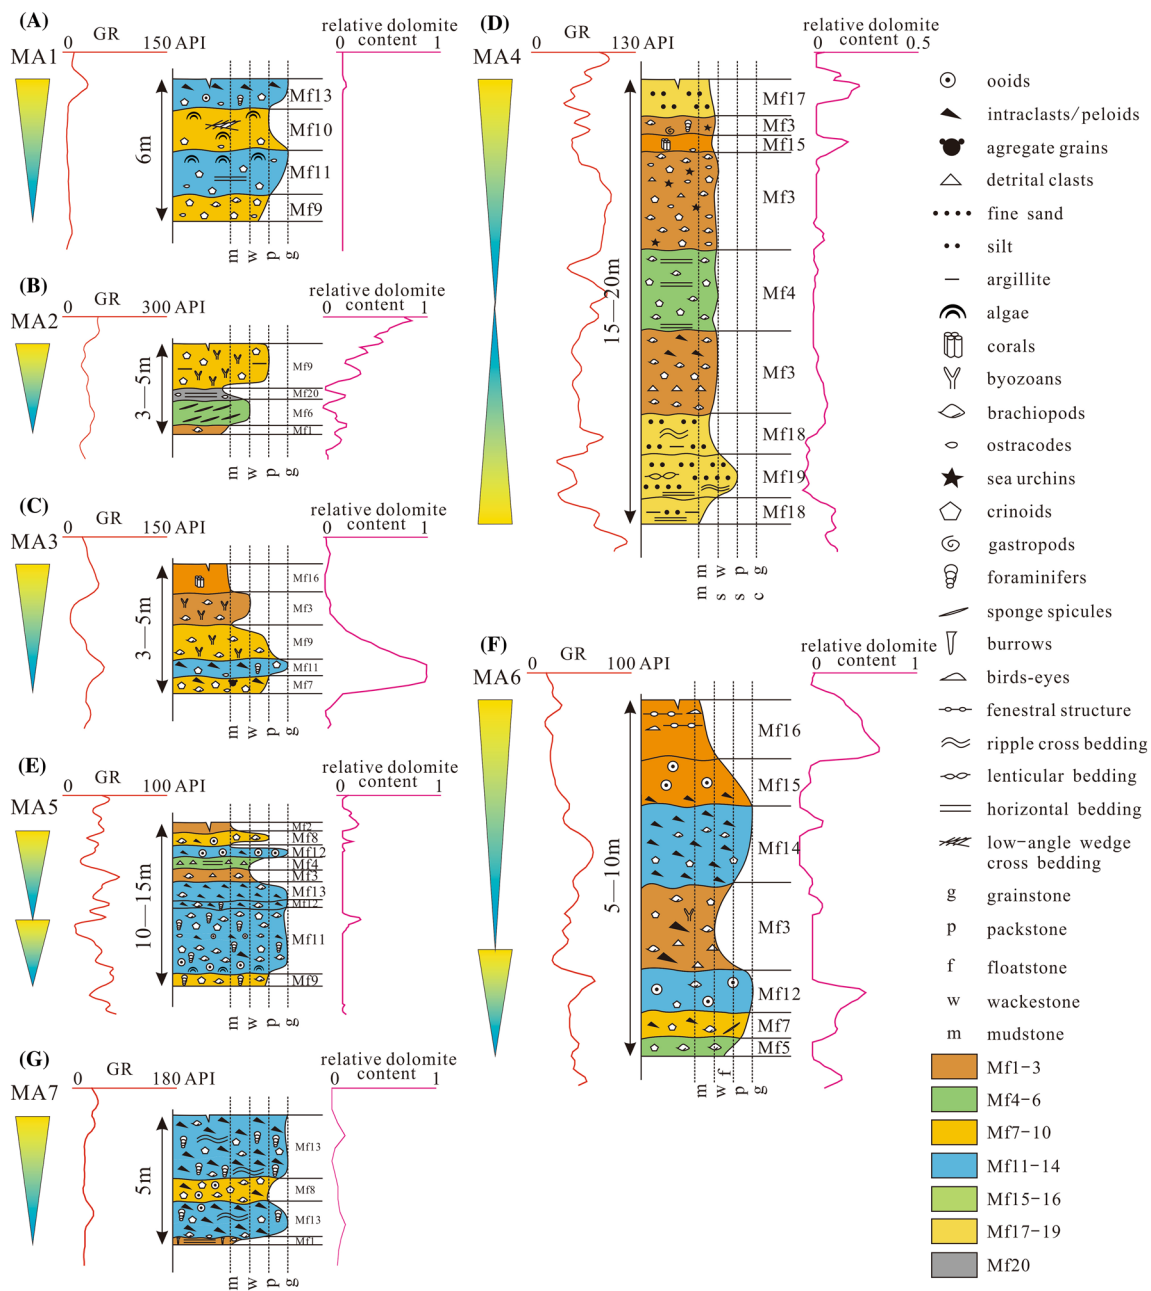 (A)
MA1
0 GR 150 API
relative dolomite
content
0 1
6m
Mf13
Mf10
Mf11
Mf9
m w p g
(B)
MA2
0 GR 300 API
relative dolomite
content
0 1
3—5m
Mf9
Mf20
Mf6
Mf1
m w p g
(C)
MA3
0 GR 150 API
relative dolomite
content
0 1
3—5m
Mf16
Mf3
Mf9
Mf11
Mf7
m w p g
(E)
MA5
0 GR 100 API
relative dolomite
content
0 1
10—15m
Mf2
Mf8
Mf12
Mf4
Mf3
Mf13
Mf12
Mf11
Mf9
m w p g
(G)
MA7
0 GR 180 API
relative dolomite
content
0 1
5m
Mf13
Mf8
Mf13
Mf1
m w p g
(D)
MA4
0 GR 130 API
relative dolomite
content
0 0.5
15—20m
Mf17
Mf3
Mf15
Mf3
Mf4
Mf3
Mf18
Mf19
Mf18
m w p g
m s s c
(F)
MA6
0 GR 100 API
relative dolomite
content
0 1
5—10m
Mf16
Mf15
Mf14
Mf3
Mf12
Mf7
Mf5
m w f p g
ooids
intraclasts/peloids
agregate grains
detrital clasts
fine sand
silt
argillite
algae
corals
byozoans
brachiopods
ostracodes
sea urchins
crinoids
gastropods
foraminifers
sponge spicules
burrows
birds-eyes
fenestral structure
ripple cross bedding
lenticular bedding
horizontal bedding
low-angle wedge
cross bedding
g grainstone
p packstone
f floatstone
w wackestone
m mudstone
Mf1-3
Mf4-6
Mf7-10
Mf11-14
Mf15-16
Mf17-19
Mf20